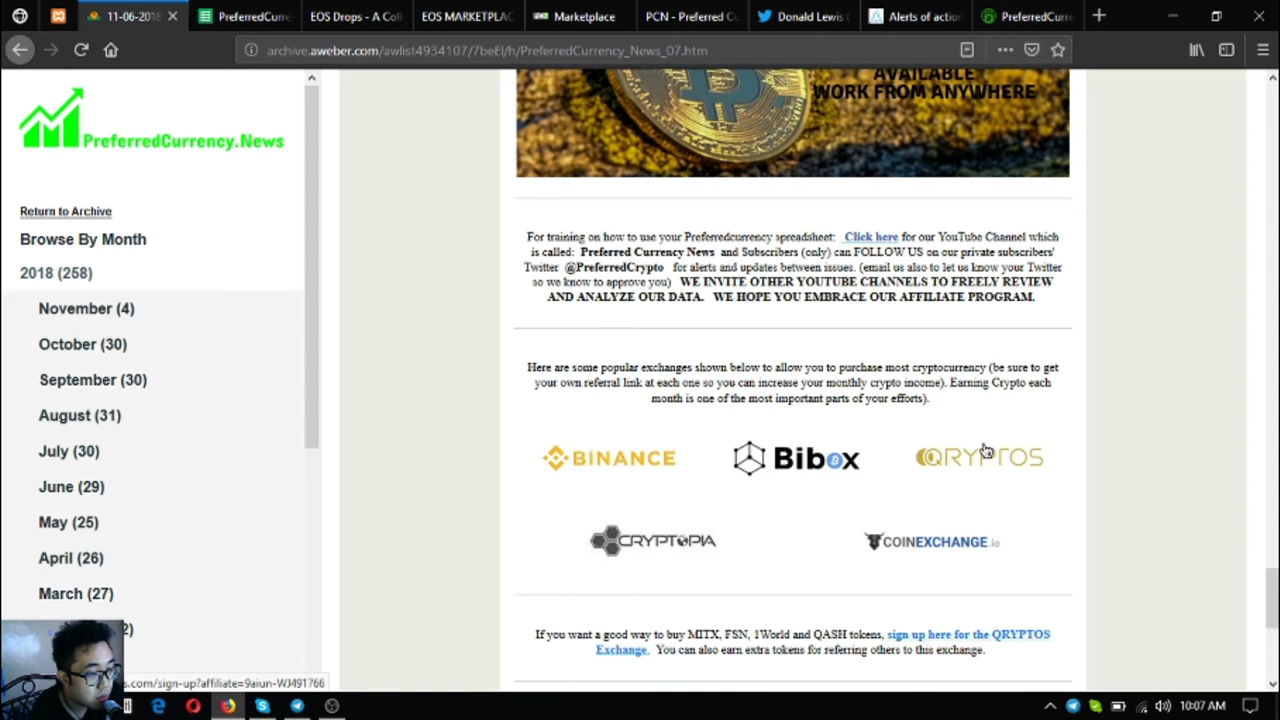 11-06-2018
PreferredCurre
EOS Drops - A Coll
EOS MARKETPLAC
Marketplace
PCN - Preferred Cu
Donald Lewis (
Alerts of actio
PreferredCurre
archive.aweber.com/awlist4934107/7beEl/h/PreferredCurrency_News_07.htm
PreferredCurrency.News
Return to Archive
Browse By Month
2018 (258)
November (4)
October (30)
September (30)
August (31)
July (30)
June (29)
May (25)
April (26)
March (27)
2)
AVAILABLE
WORK FROM ANYWHERE
For training on how to use your Preferredcurrency spreadsheet: Click here for our YouTube Channel which
is called: Preferred Currency News and Subscribers (only) can FOLLOW US on our private subscribers'
Twitter @PreferredCrypto for alerts and updates between issues. (email us also to let us know your Twitter
so we know to approve you) WE INVITE OTHER YOUTUBE CHANNELS TO FREELY REVIEW
AND ANALYZE OUR DATA. WE HOPE YOU EMBRACE OUR AFFILIATE PROGRAM.
Here are some popular exchanges shown below to allow you to purchase most cryptocurrency (be sure to get
your own referral link at each one so you can increase your monthly crypto income). Earning Crypto each
month is one of the most important parts of your efforts).
BINANCE
Bibox
QRYPTOS
CRYPTOPIA
COINEXCHANGE.io
If you want a good way to buy MITX, FSN, 1World and QASH tokens, sign up here for the QRYPTOS
Exchange. You can also earn extra tokens for referring others to this exchange.
s.com/sign-up?affiliate=9aiun-WJ491766
10:07 AM